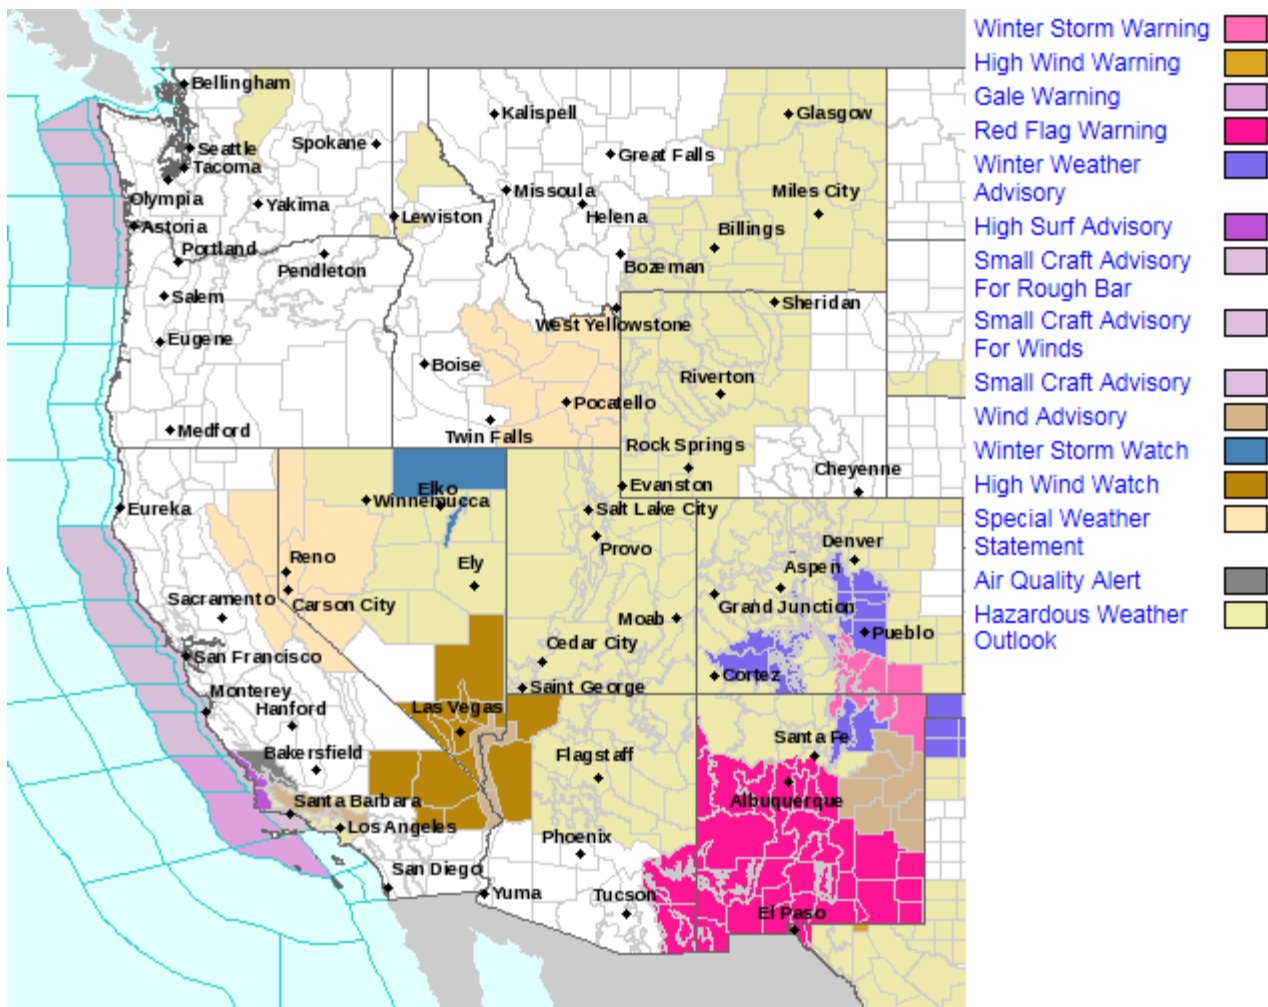 Bellingham
Seattle
Tacoma
Olympia
Spokane
Yakima
Astoria
Portland
Pendleton
Lewiston
Salem
Eugene
Medford
Kalispell
Great Falls
Missoula
Helena
Glasgow
Miles City
Billings
Bozeman
West Yellowstone
Sheridan
Boise
Pocatello
Twin Falls
Riverton
Rock Springs
Evanston
Cheyenne
Eureka
Elko
Winnemucca
Reno
Carson City
Sacramento
Ely
Salt Lake City
Provo
Moab
Cedar City
Saint George
Denver
Aspen
Grand Junction
Pueblo
Cortez
San Francisco
Monterey
Hanford
Bakersfield
Las Vegas
Santa Barbara
Los Angeles
San Diego
Flagstaff
Phoenix
Yuma
Tucson
Santa Fe
Albuquerque
El Paso
Winter Storm Warning
High Wind Warning
Gale Warning
Red Flag Warning
Winter Weather
Advisory
High Surf Advisory
Small Craft Advisory
For Rough Bar
Small Craft Advisory
For Winds
Small Craft Advisory
Wind Advisory
Winter Storm Watch
High Wind Watch
Special Weather
Statement
Air Quality Alert
Hazardous Weather
Outlook